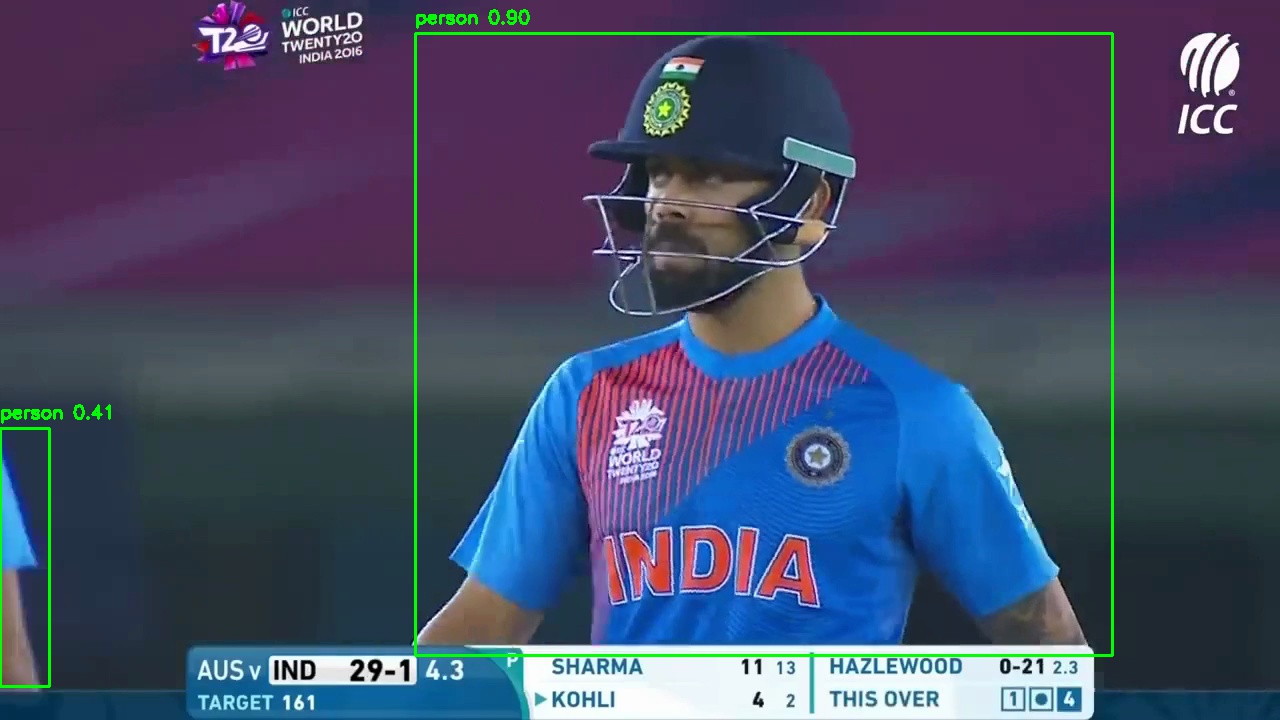 person 0.90
ICC
WORLD
TWENTY20
INDIA 2016
T20
ICC
person 0.41
T20
WORLD
TWENTY20
INDIA 2016
INDIA
AUS v IND 29-1 4.3 P
TARGET 161
SHARMA 11 13
▶KOHLI 4 2
HAZLEWOOD 0-21 2.3
THIS OVER 1 • 4